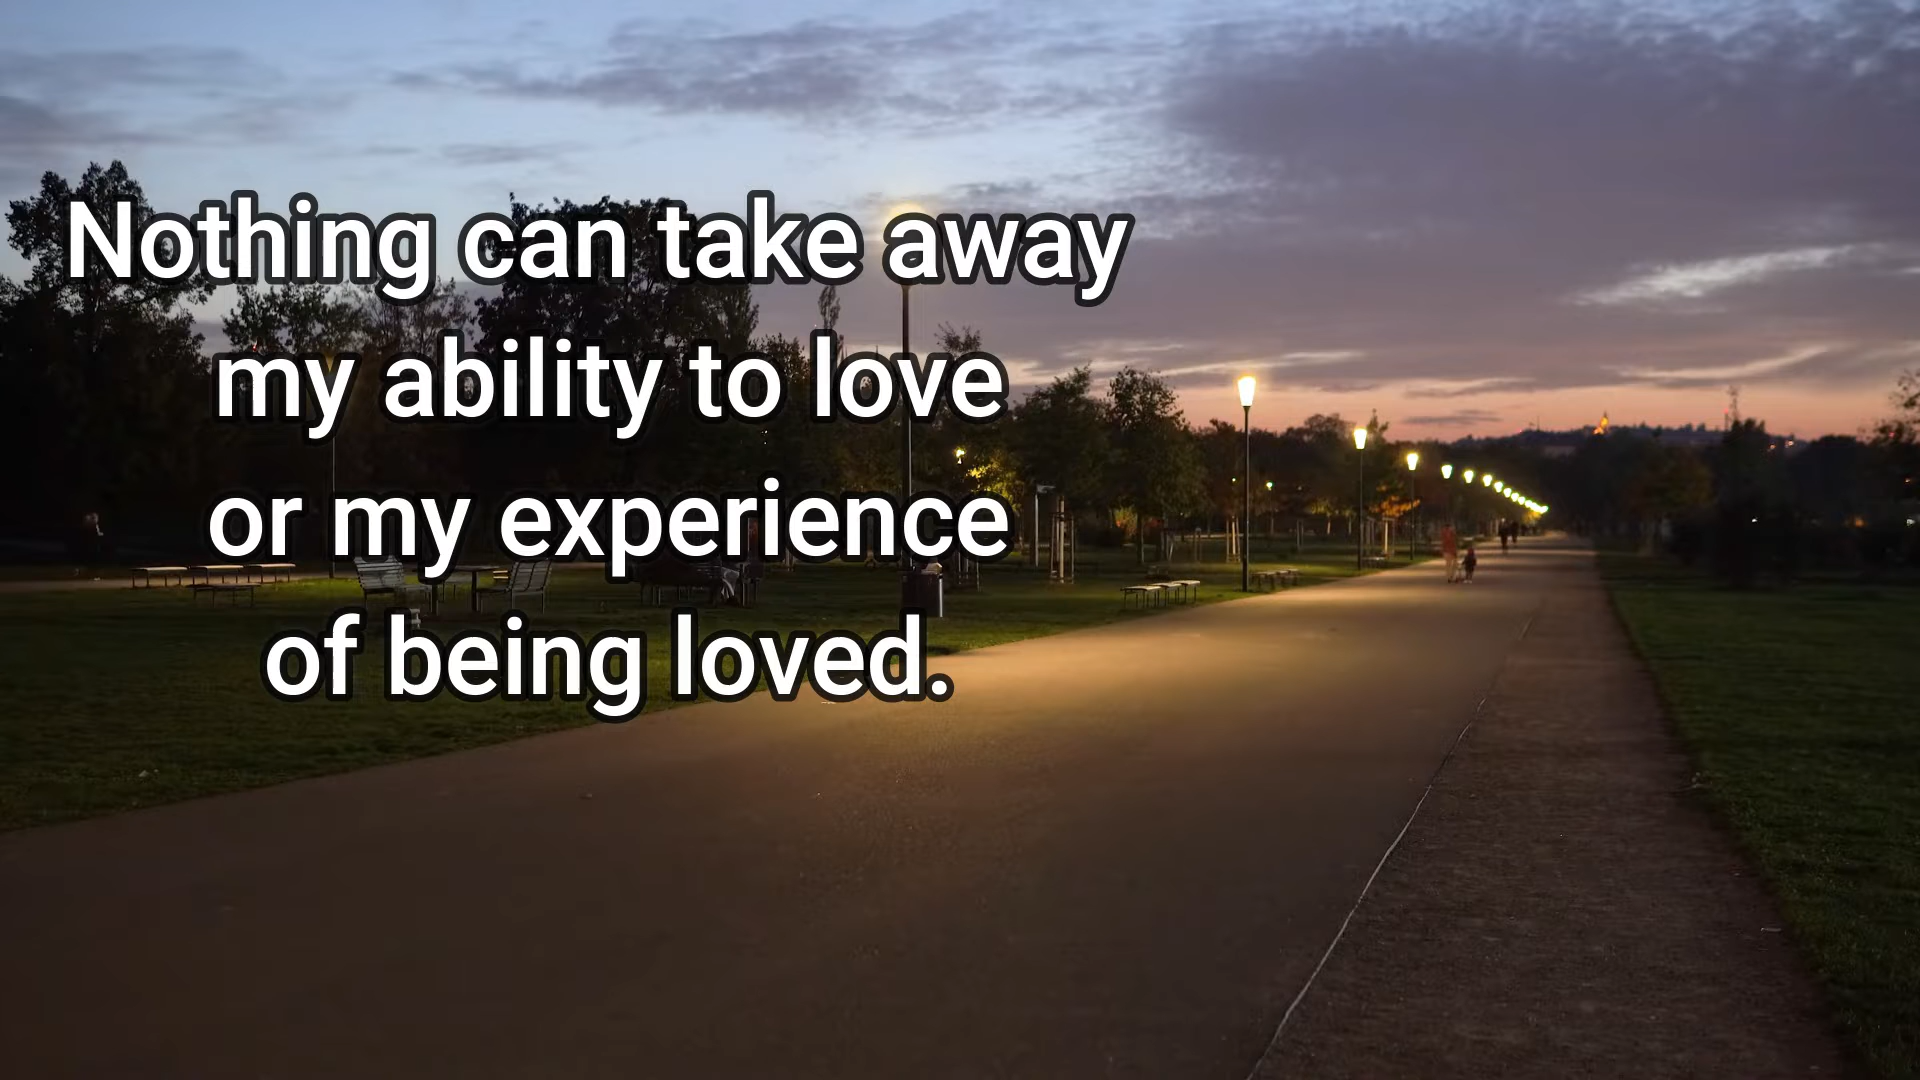 Nothing can take away
my ability to love
or my experience
of being loved.